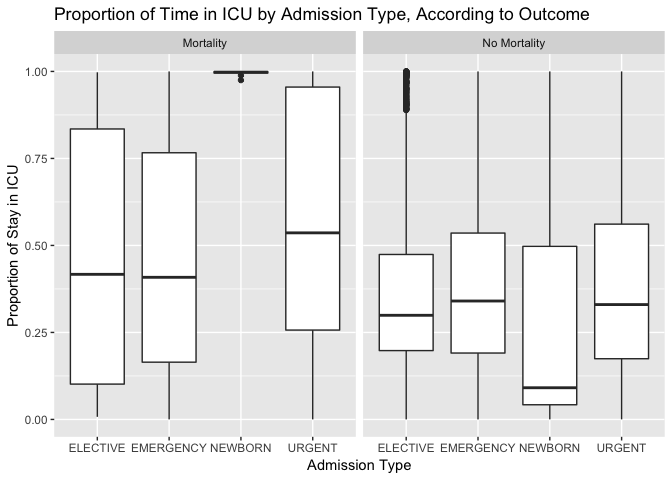 Proportion of Time in ICU by Admission Type, According to Outcome
Mortality
No Mortality
Proportion of Stay in ICU
1.00
0.75
0.50
0.25
0.00
ELECTIVE EMERGENCY NEWBORN URGENT
ELECTIVE EMERGENCY NEWBORN URGENT
Admission Type